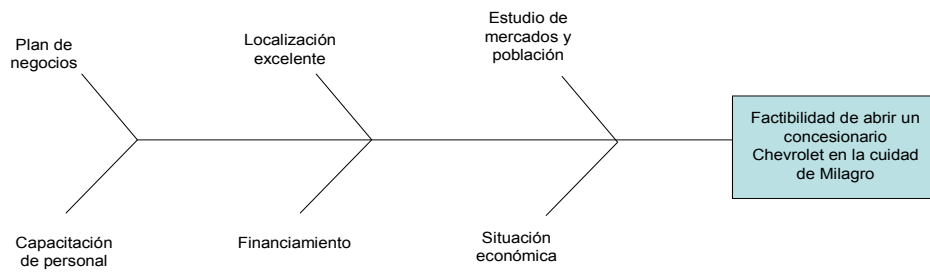 Plan de
negocios
Localización
excelente
Estudio de
mercados y
población
Factibilidad de abrir un
concesionario
Chevrolet en la cuidad
de Milagro
Capacitación
de personal
Financiamiento
Situación
económica